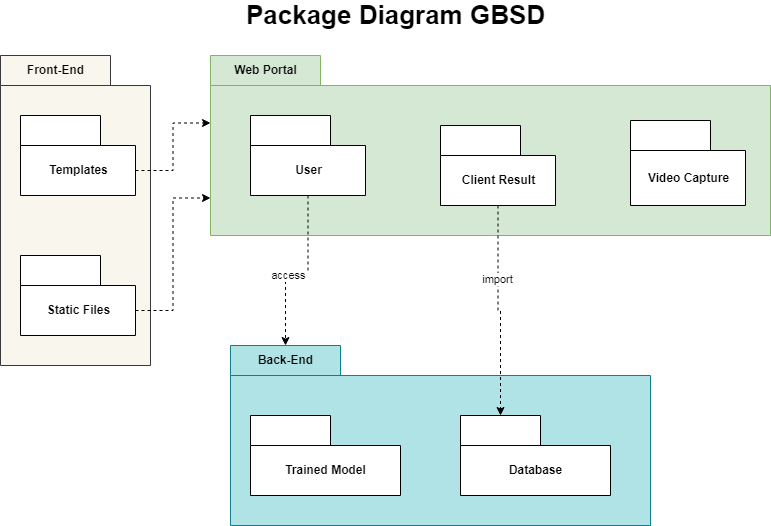 Package Diagram GBSD
Front-End
Web Portal
Templates
User
Client Result
Video Capture
Static Files
access
import
Back-End
Trained Model
Database